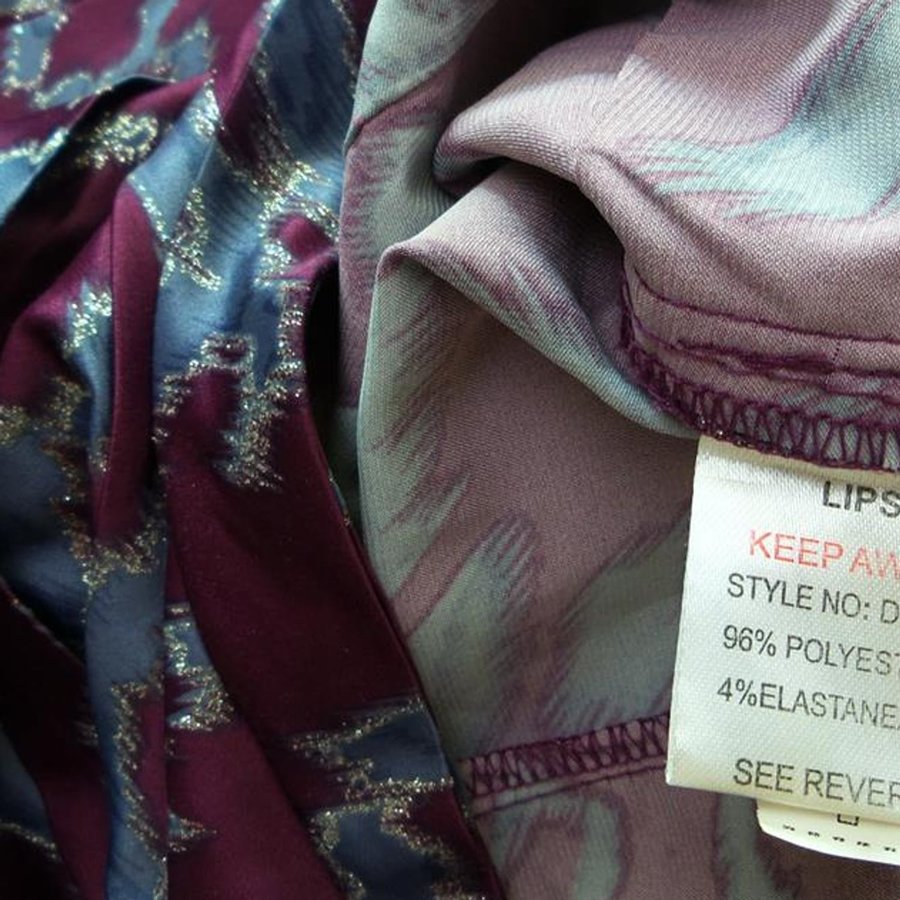 LIPS
KEEP AW
STYLE NO: D
96% POLYEST
4%ELASTANE
SEE REVER